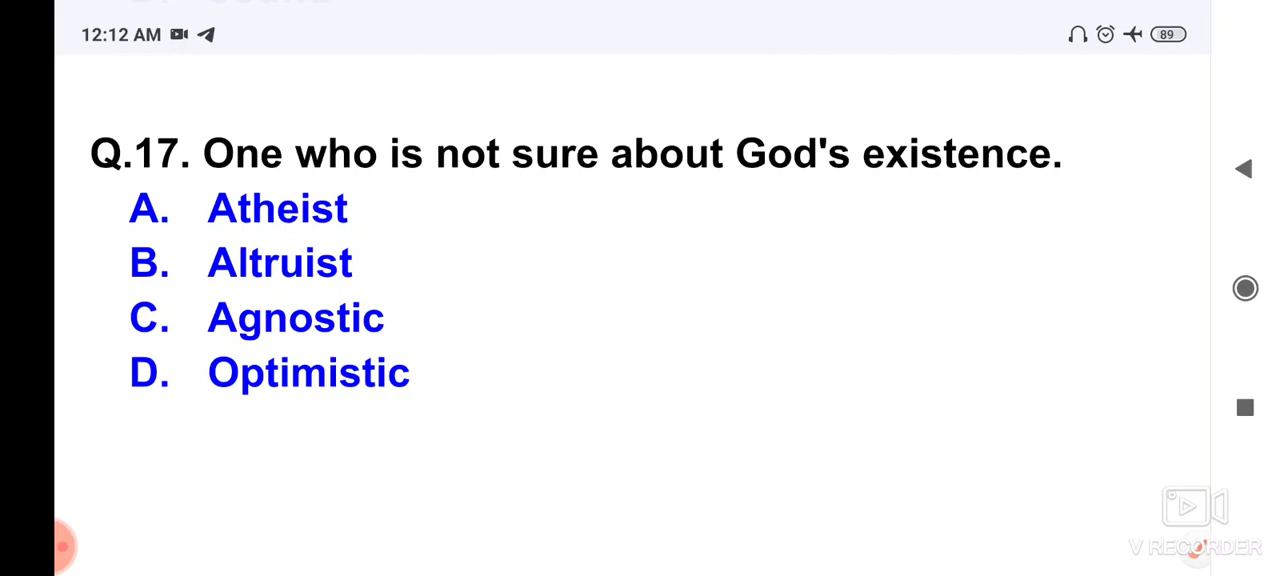 12:12 AM
89
Q.17. One who is not sure about God's existence.
A. Atheist
B. Altruist
C. Agnostic
D. Optimistic
V RECORDER